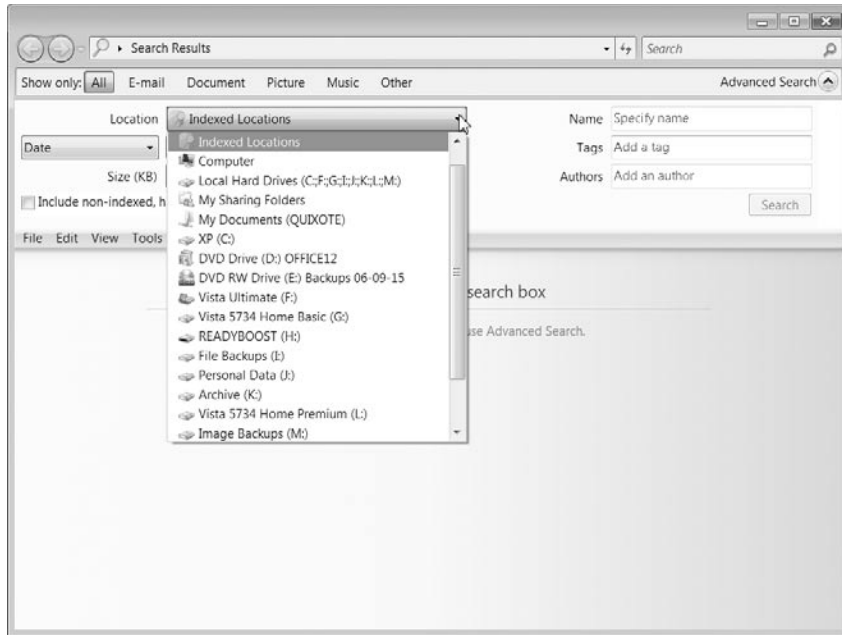 Search Results
Search
Show only: All E-mail Document Picture Music Other Advanced Search
Location Indexed Locations Name Specify name
Date Tags Add a tag
Size (KB) Authors Add an author
Include non-indexed, h Search
File Edit View Tools
Indexed Locations
Computer
Local Hard Drives (C:;F:;G:;I:;J:;K:;L:;M:)
My Sharing Folders
My Documents (QUIXOTE)
XP (C:)
DVD Drive (D:) OFFICE12
DVD RW Drive (E:) Backups 06-09-15
Vista Ultimate (F:)
Vista 5734 Home Basic (G:)
READYBOOST (H:)
File Backups (I:)
Personal Data (J:)
Archive (K:)
Vista 5734 Home Premium (L:)
Image Backups (M:)
search box
use Advanced Search.